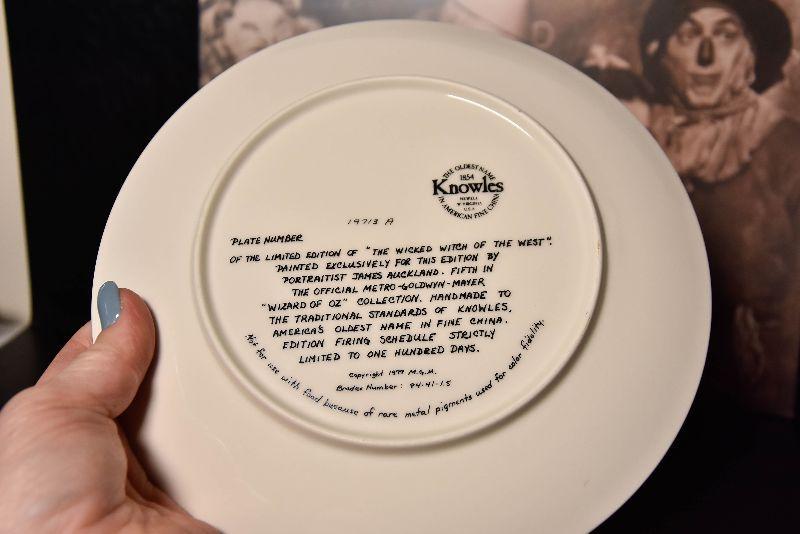 THE OLDEST NAME
1854
Knowles
NEWELL
W. VIRGINIA
U.S.A.
IN AMERICAN FINE CHINA
19713 A
PLATE NUMBER
OF THE LIMITED EDITION OF "THE WICKED WITCH OF THE WEST".
PAINTED EXCLUSIVELY FOR THIS EDITION BY
PORTRAITIST JAMES AUCKLAND. FIFTH IN
THE OFFICIAL METRO-GOLDWYN-MAYER
"WIZARD OF OZ" COLLECTION. HANDMADE TO
THE TRADITIONAL STANDARDS OF KNOWLES,
AMERICA'S OLDEST NAME IN FINE CHINA.
EDITION FIRING SCHEDULE STRICTLY
LIMITED TO ONE HUNDRED DAYS.
Copyright 1977 M.G.M.
Bradex Number: 84-41-1.5
Not for use with food because of rare metal pigments used for color fidelity.